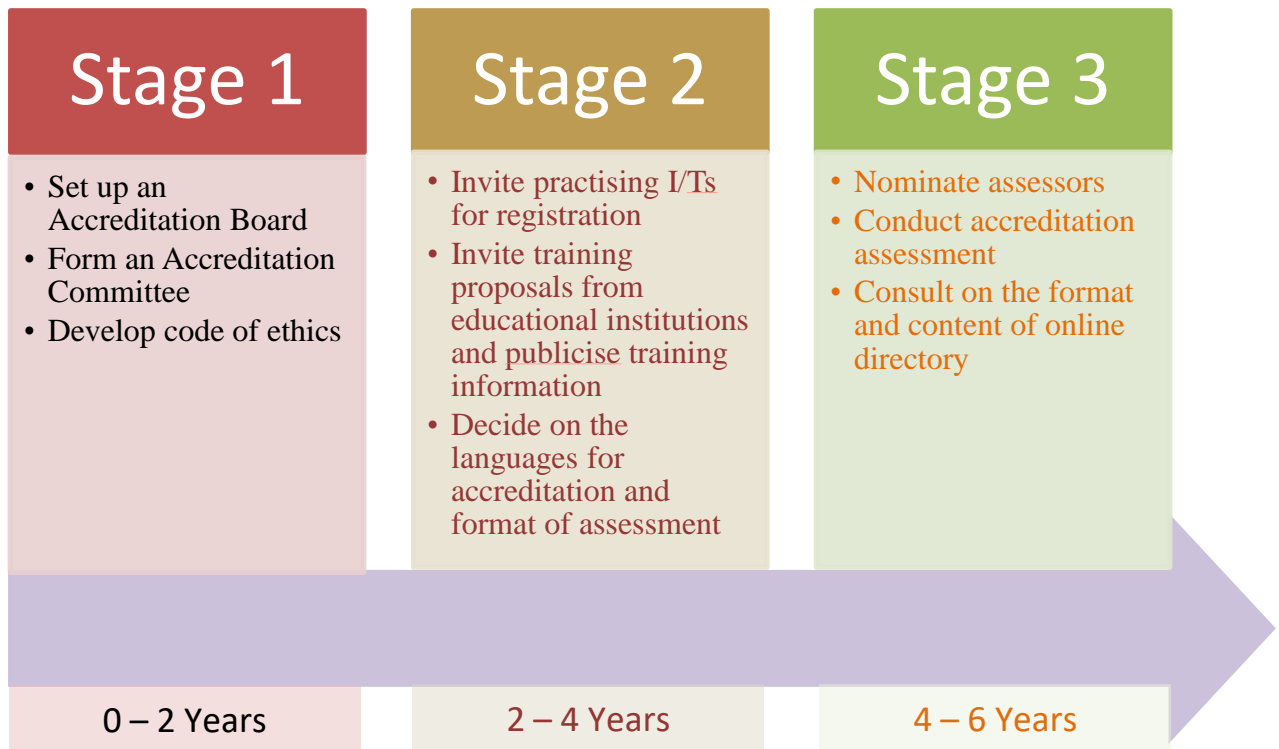 Stage 1
• Set up an
Accreditation Board
• Form an Accreditation
Committee
• Develop code of ethics
0 – 2 Years
Stage 2
• Invite practising I/Ts
for registration
• Invite training
proposals from
educational institutions
and publicise training
information
• Decide on the
languages for
accreditation and
format of assessment
2 – 4 Years
Stage 3
• Nominate assessors
• Conduct accreditation
assessment
• Consult on the format
and content of online
directory
4 – 6 Years